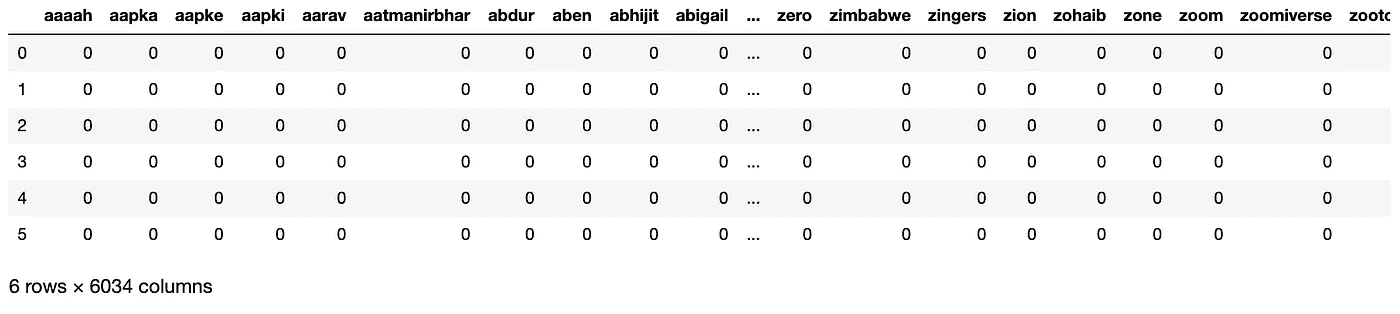 aaaah aapka aapke aapki aarav aatmanirbhar abdur aben abhijit abigail ... zero zimbabwe zingers zion zohaib zone zoom zoomiverse
0 0 0 0 0 0 0 0 0 0 0 ... 0 0 0 0 0 0 0 0
1 0 0 0 0 0 0 0 0 0 0 ... 0 0 0 0 0 0 0 0
2 0 0 0 0 0 0 0 0 0 0 ... 0 0 0 0 0 0 0 0
3 0 0 0 0 0 0 0 0 0 0 ... 0 0 0 0 0 0 0 0
4 0 0 0 0 0 0 0 0 0 0 ... 0 0 0 0 0 0 0 0
5 0 0 0 0 0 0 0 0 0 0 ... 0 0 0 0 0 0 0 0
6 rows × 6034 columns